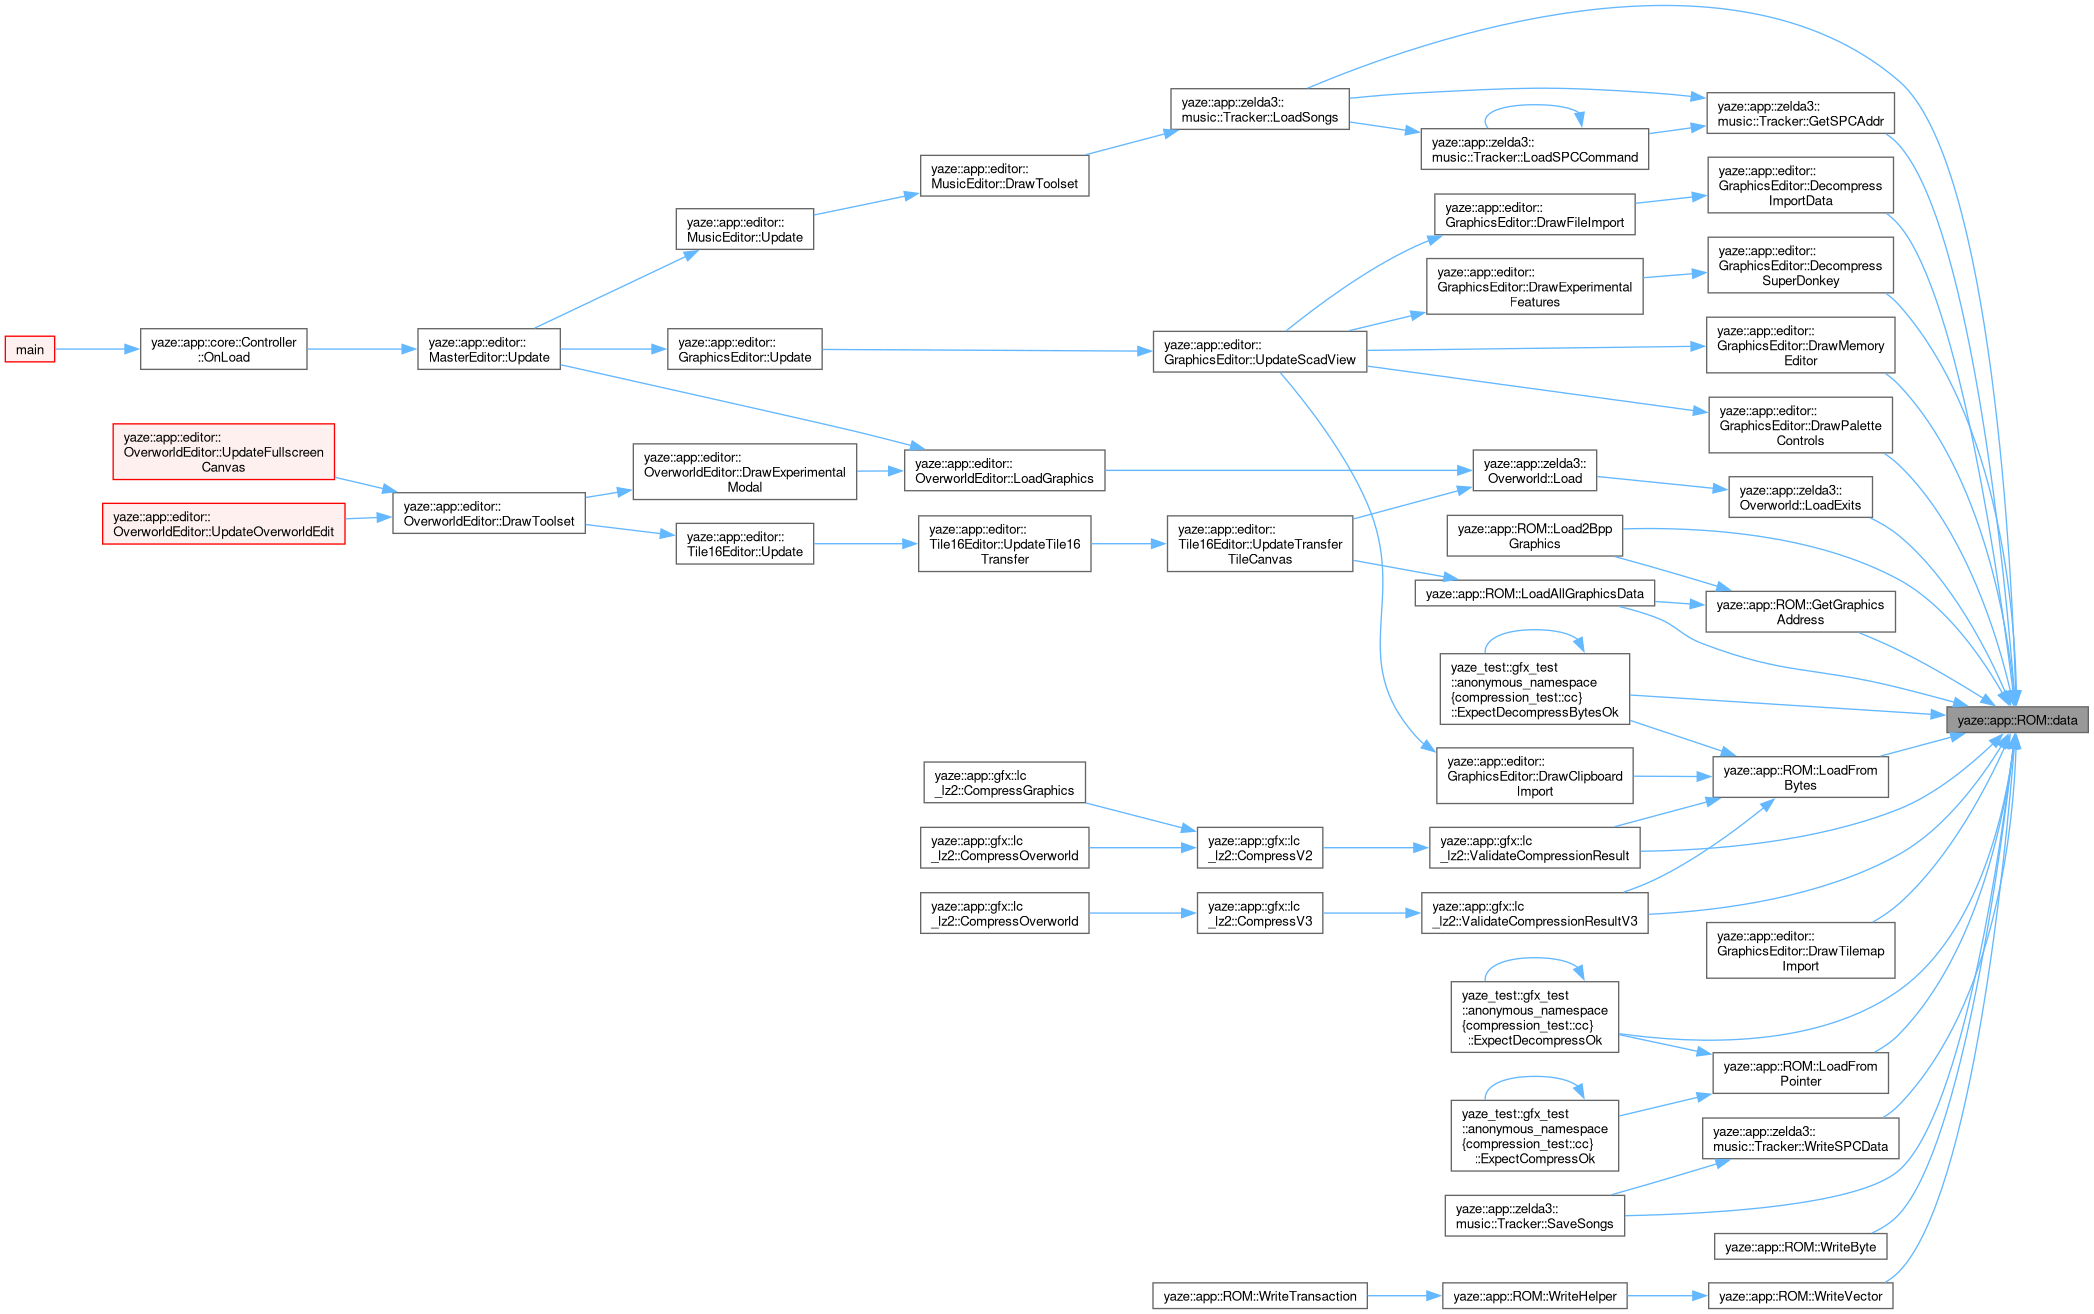 main
yaze::app::core::Controller
::OnLoad
yaze::app::editor::
MasterEditor::Update
yaze::app::editor::
OverworldEditor::UpdateFullscreen
Canvas
yaze::app::editor::
OverworldEditor::UpdateOverworldEdit
yaze::app::editor::
OverworldEditor::DrawToolset
yaze::app::editor::
MusicEditor::Update
yaze::app::editor::
GraphicsEditor::Update
yaze::app::editor::
OverworldEditor::DrawExperimental
Modal
yaze::app::editor::
Tile16Editor::Update
yaze::app::editor::
MusicEditor::DrawToolset
yaze::app::editor::
OverworldEditor::LoadGraphics
yaze::app::editor::
Tile16Editor::UpdateTile16
Transfer
yaze::app::gfx::lc
_lz2::CompressGraphics
yaze::app::gfx::lc
_lz2::CompressOverworld
yaze::app::gfx::lc
_lz2::CompressOverworld
yaze::app::zelda3::
music::Tracker::LoadSongs
yaze::app::editor::
GraphicsEditor::UpdateScadView
yaze::app::editor::
Tile16Editor::UpdateTransfer
TileCanvas
yaze::app::gfx::lc
_lz2::CompressV2
yaze::app::gfx::lc
_lz2::CompressV3
yaze::app::ROM::WriteTransaction
yaze::app::zelda3::
music::Tracker::LoadSPCCommand
yaze::app::editor::
GraphicsEditor::DrawFileImport
yaze::app::editor::
GraphicsEditor::DrawExperimental
Features
yaze::app::zelda3::
Overworld::Load
yaze::app::ROM::Load2Bpp
Graphics
yaze::app::ROM::LoadAllGraphicsData
yaze_test::gfx_test
::anonymous_namespace
{compression_test::cc}
::ExpectDecompressBytesOk
yaze::app::editor::
GraphicsEditor::DrawClipboard
Import
yaze::app::gfx::lc
_lz2::ValidateCompressionResult
yaze::app::gfx::lc
_lz2::ValidateCompressionResultV3
yaze_test::gfx_test
::anonymous_namespace
{compression_test::cc}
::ExpectDecompressOk
yaze_test::gfx_test
::anonymous_namespace
{compression_test::cc}
::ExpectCompressOk
yaze::app::zelda3::
music::Tracker::SaveSongs
yaze::app::ROM::WriteHelper
yaze::app::zelda3::
music::Tracker::GetSPCAddr
yaze::app::editor::
GraphicsEditor::Decompress
ImportData
yaze::app::editor::
GraphicsEditor::Decompress
SuperDonkey
yaze::app::editor::
GraphicsEditor::DrawMemory
Editor
yaze::app::editor::
GraphicsEditor::DrawPalette
Controls
yaze::app::zelda3::
Overworld::LoadExits
yaze::app::ROM::GetGraphics
Address
yaze::app::ROM::LoadFrom
Bytes
yaze::app::editor::
GraphicsEditor::DrawTilemap
Import
yaze::app::ROM::LoadFrom
Pointer
yaze::app::zelda3::
music::Tracker::WriteSPCData
yaze::app::ROM::WriteByte
yaze::app::ROM::WriteVector
yaze::app::ROM::data